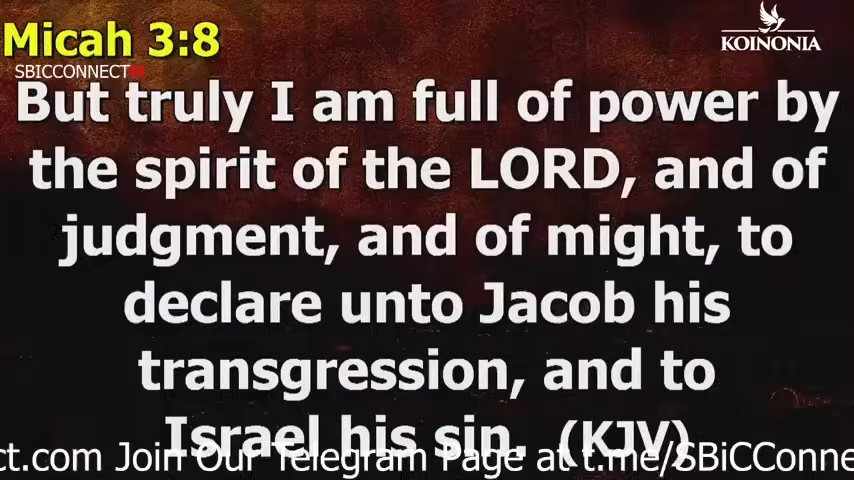 Micah 3:8
KOINONIA
SBICCONNECT
But truly I am full of power by
the spirit of the LORD, and of
judgment, and of might, to
declare unto Jacob his
transgression, and to
Israel his sin. (KJV)
ct.com Join Our Telegram Page at t.me/SBiCConne